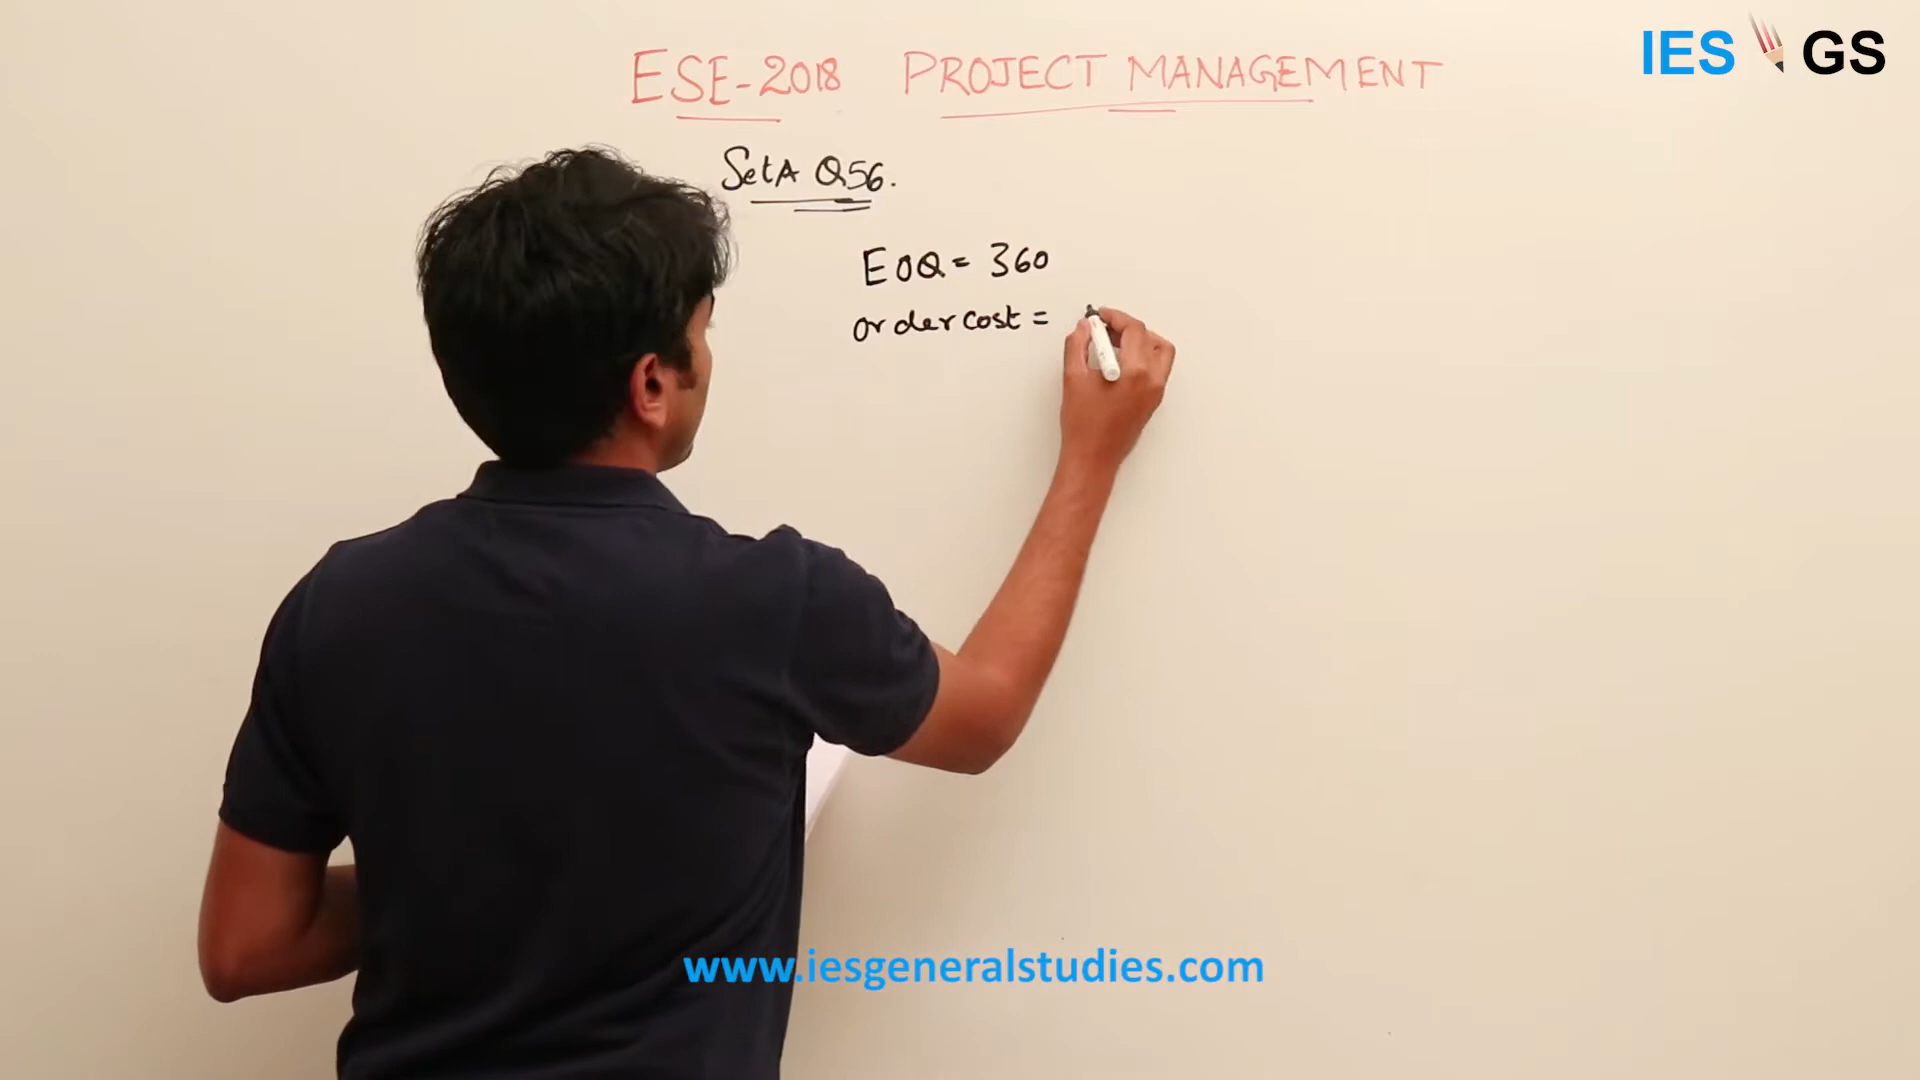 IES GS
ESE-2018 PROJECT MANAGEMENT
SetA Q56.
EOQ = 360
order cost =
www.iesgeneralstudies.com